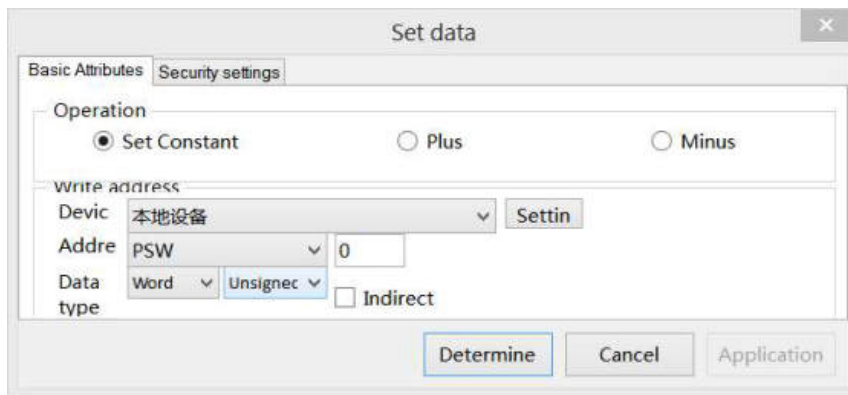 Set data
Basic Attributes Security settings
Operation
Set Constant Plus Minus
Write address
Devic 本地设备 Settin
Addre PSW 0
Data type Word Unsignec Indirect
Determine Cancel Application